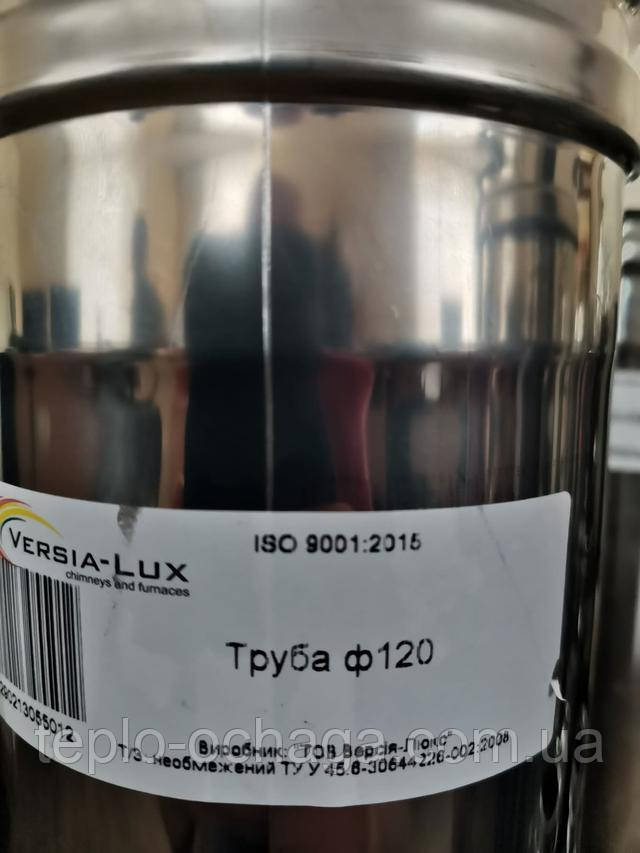 ISO 9001:2015
VERSIA-LUX
chimneys and furnaces
Труба ф120
Виробник: "ТОВ Версія-Люкс"
Т/З. необмежений ТУ У 45.6-30644226-002:2008
teplo-ochaga.com.ua